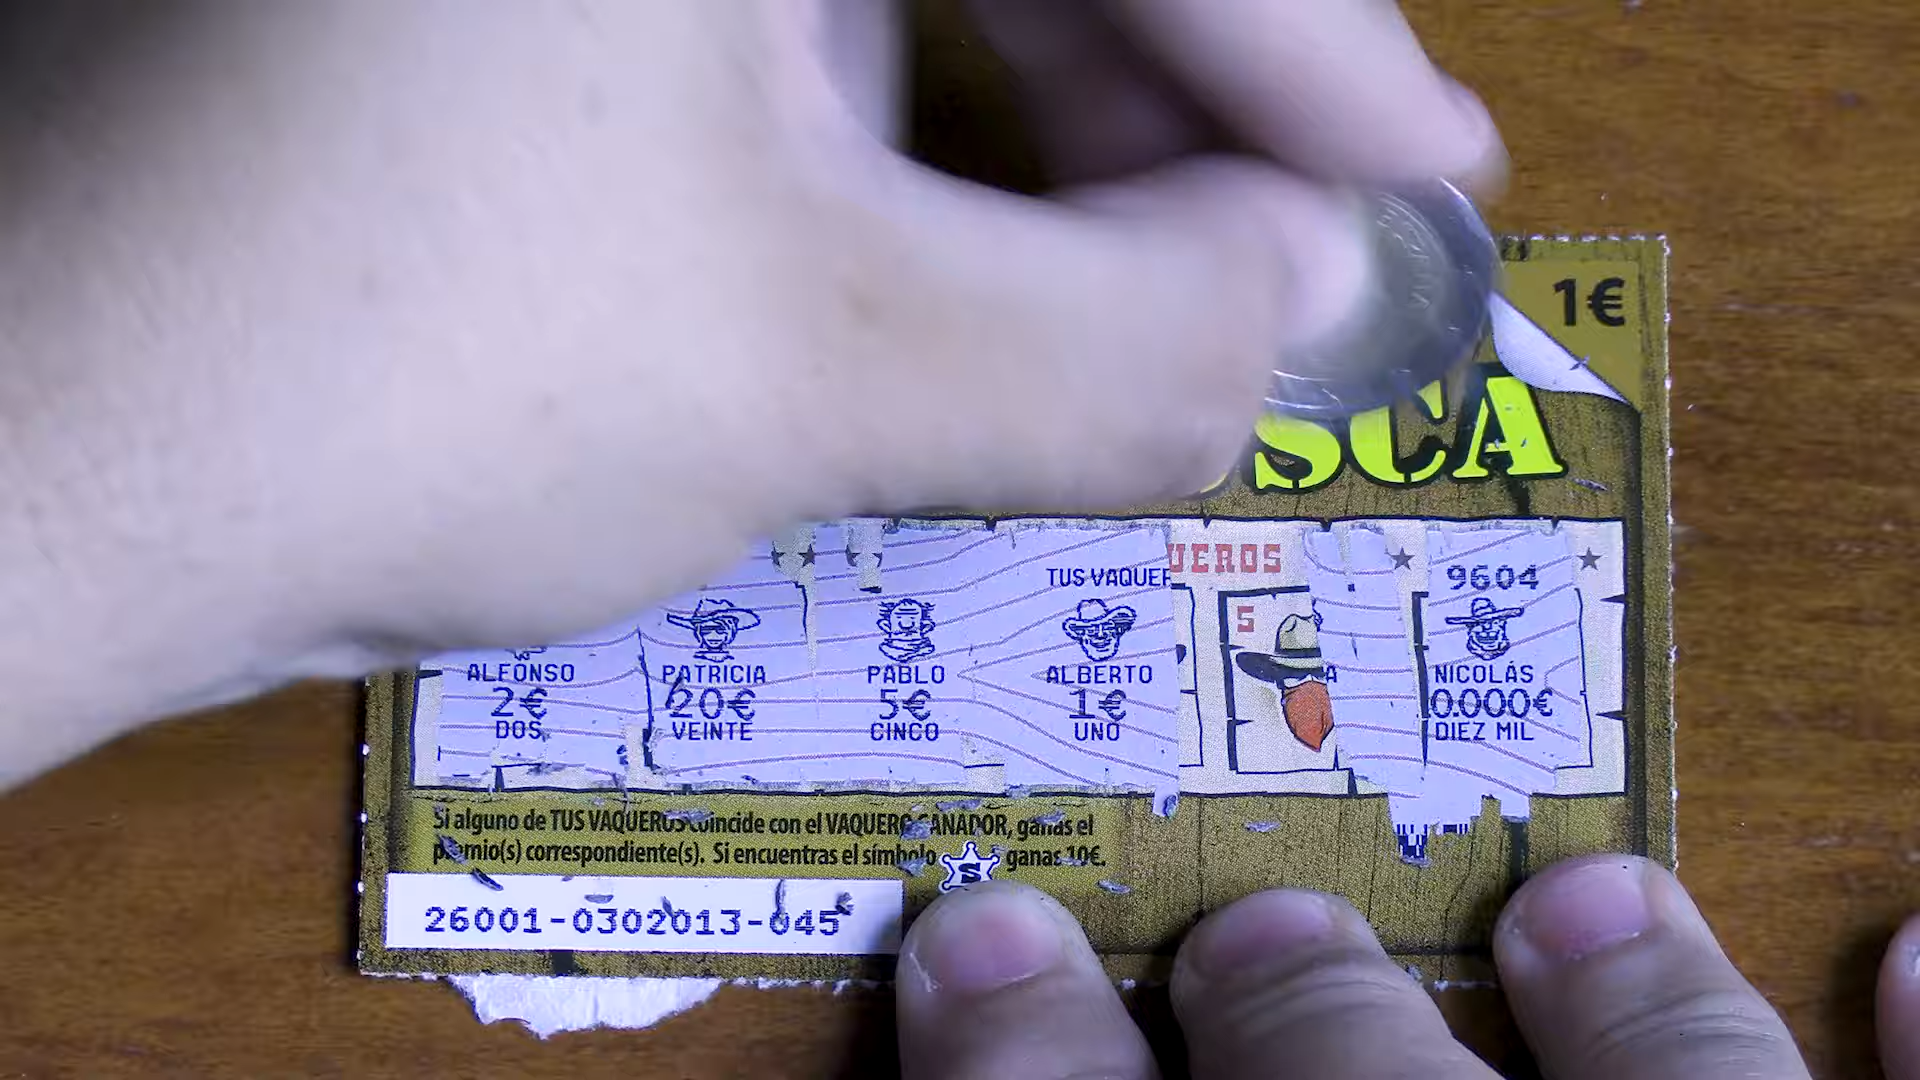 1€
SCA
TUS VAQUER
UEROS
9604
5
ALFONSO
2€
DOS
PATRICIA
20€
VEINTE
PABLO
5€
CINCO
ALBERTO
1€
UNO
A
NICOLÁS
0.000€
DIEZ MIL
Si alguno de TUS VAQUEROS coincide con el VAQUERO GANADOR, ganas el
premio(s) correspondiente(s). Si encuentras el símbolo S ganas 10€.
26001-0302013-045